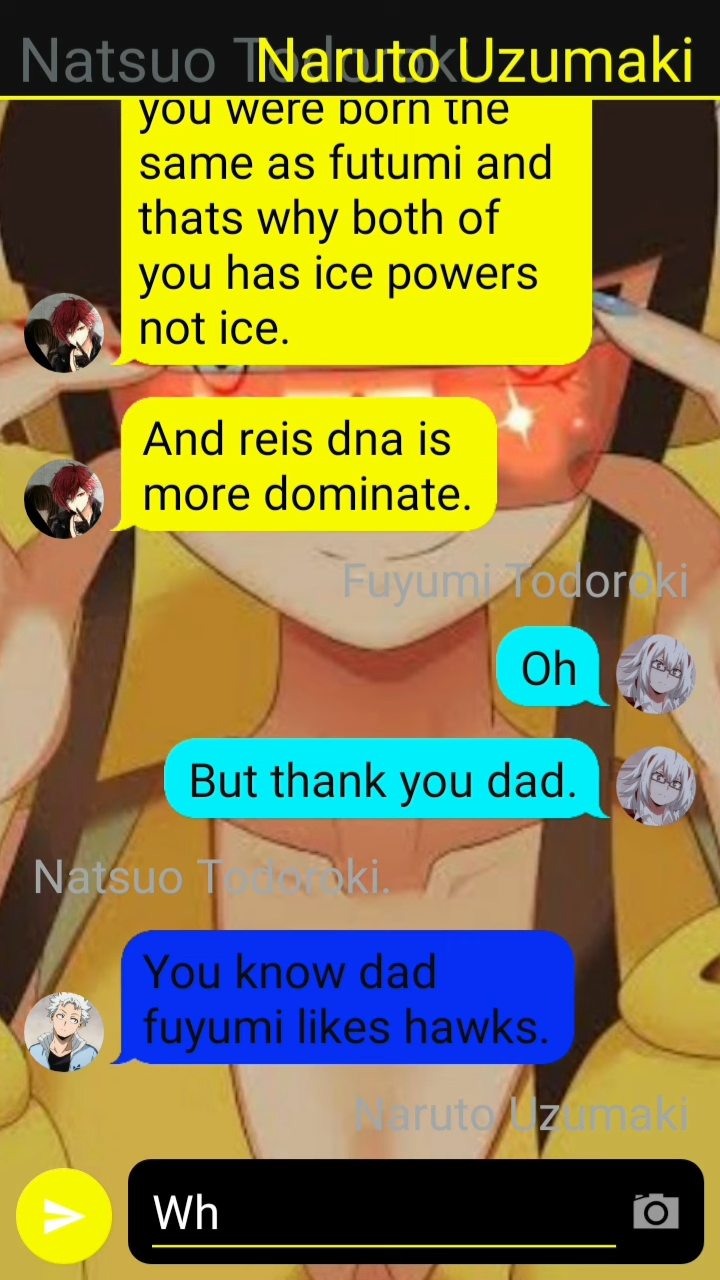 Natsuo Todoroki Naruto Uzumaki
you were born the
same as futumi and
thats why both of
you has ice powers
not ice.
And reis dna is
more dominate.
Fuyumi Todoroki
Oh
But thank you dad.
Natsuo Todoroki.
You know dad
fuyumi likes hawks.
Naruto Uzumaki
Wh